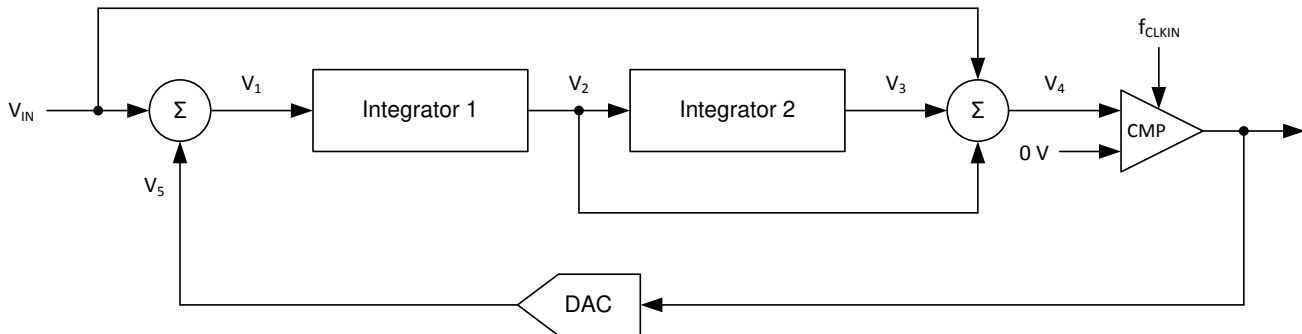 f_CLKIN
V_IN
Σ
V_1
Integrator 1
V_2
Integrator 2
V_3
Σ
V_4
CMP
0 V
V_5
DAC